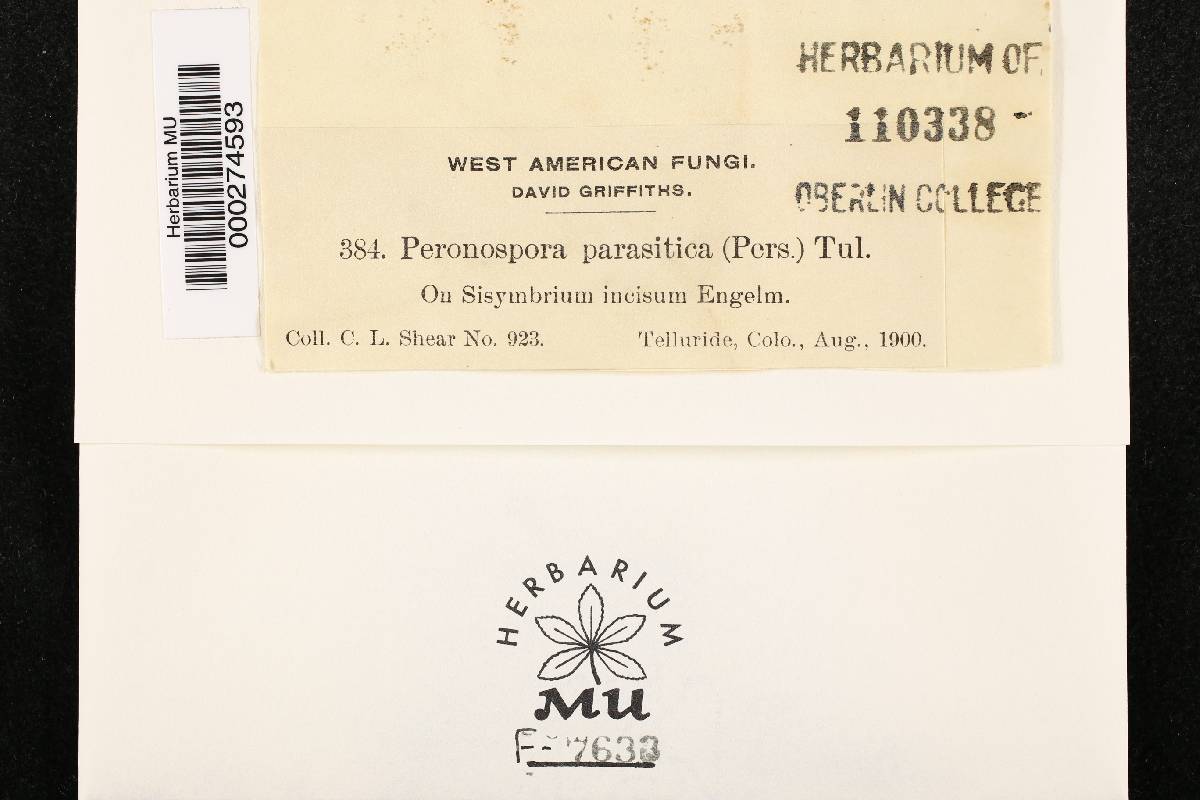 Herbarium MU
000274593
HERBARIUM OF
110338
OBERLIN COLLEGE
WEST AMERICAN FUNGI.
DAVID GRIFFITHS.
384. Peronospora parasitica (Pers.) Tul.
On Sisymbrium incisum Engelm.
Coll. C. L. Shear No. 923. Telluride, Colo., Aug., 1900.
HERBARIUM
MU
F-